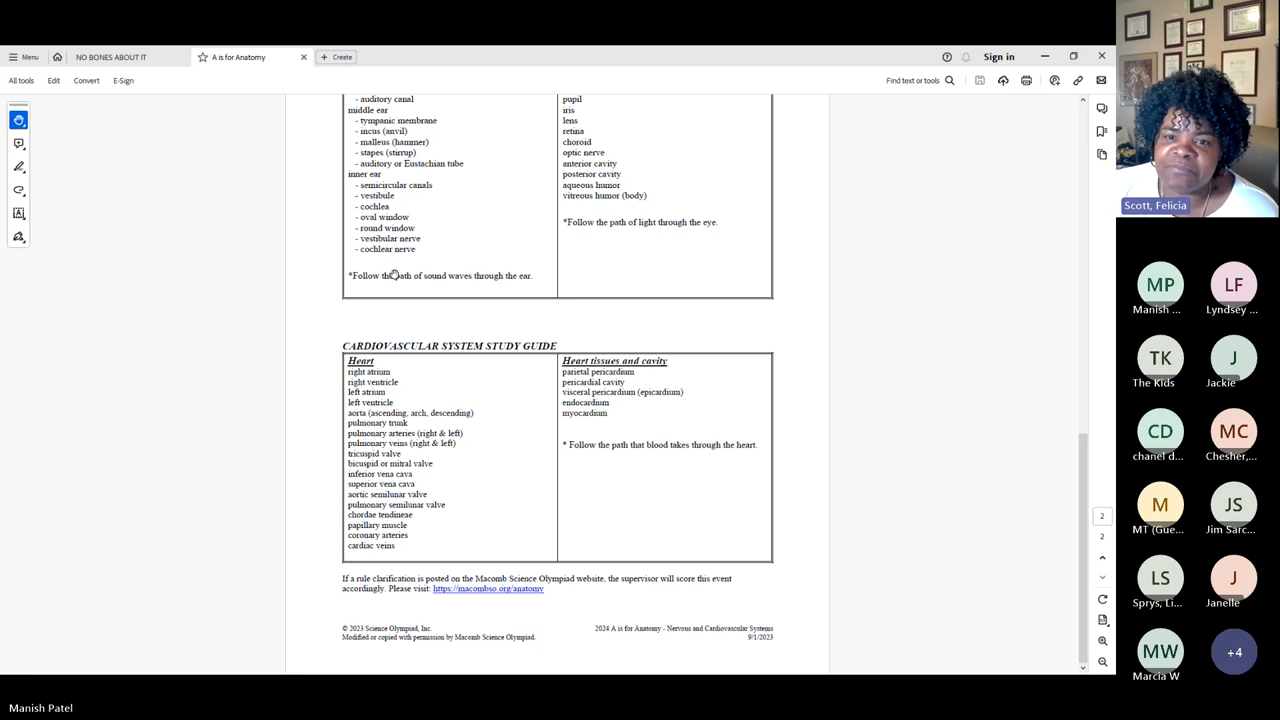 Menu
NO BONES ABOUT IT
A is for Anatomy
Create
Sign in
All tools
Edit
Convert
E-Sign
Find text or tools
- auditory canal
middle ear
- tympanic membrane
- incus (anvil)
- malleus (hammer)
- stapes (stirrup)
- auditory or Eustachian tube
inner ear
- semicircular canals
- vestibule
- cochlea
- oval window
- round window
- vestibular nerve
- cochlear nerve
*Follow the path of sound waves through the ear.
pupil
iris
lens
retina
choroid
optic nerve
anterior cavity
posterior cavity
aqueous humor
vitreous humor (body)
*Follow the path of light through the eye.
CARDIOVASCULAR SYSTEM STUDY GUIDE
Heart
right atrium
right ventricle
left atrium
left ventricle
aorta (ascending, arch, descending)
pulmonary trunk
pulmonary arteries (right & left)
pulmonary veins (right & left)
tricuspid valve
bicuspid or mitral valve
inferior vena cava
superior vena cava
aortic semilunar valve
pulmonary semilunar valve
chordae tendineae
papillary muscle
coronary arteries
cardiac veins
Heart tissues and cavity
parietal pericardium
pericardial cavity
visceral pericardium (epicardium)
endocardium
myocardium
* Follow the path that blood takes through the heart.
If a rule clarification is posted on the Macomb Science Olympiad website, the supervisor will score this event
accordingly. Please visit: https://macombso.org/anatomy
© 2023 Science Olympiad, Inc.
Modified or copied with permission by Macomb Science Olympiad.
2024 A is for Anatomy - Nervous and Cardiovascular Systems
9/1/2023
2
2
Scott, Felicia
MP
Manish ...
LF
Lyndsey ...
TK
The Kids
J
Jackie
CD
chanel d...
MC
Chesher,...
M
MT (Gue...
JS
Jim Sarc...
LS
Sprys, Li...
J
Janelle
MW
Marcia W
+4
Manish Patel